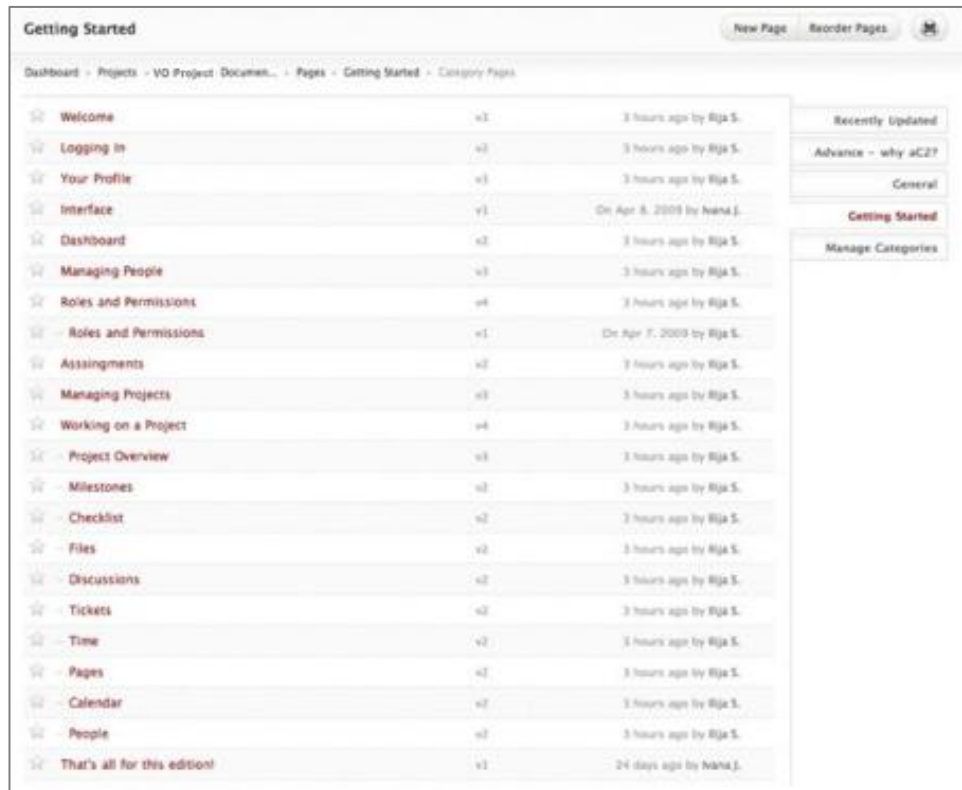 Getting Started
New Page Reorder Pages
Dashboard › Projects › VO Project Documen... › Pages › Getting Started › Category Pages
Welcome 3 hours ago by Rija S.
Logging In v2 3 hours ago by Rija S.
Your Profile v3 3 hours ago by Rija S.
Interface v1 On Apr 8, 2009 by Ivana J.
Dashboard v2 3 hours ago by Rija S.
Managing People v3 3 hours ago by Rija S.
Roles and Permissions v4 3 hours ago by Rija S.
Roles and Permissions v1 On Apr 7, 2009 by Rija S.
Asssingments v2 3 hours ago by Rija S.
Managing Projects v3 3 hours ago by Rija S.
Working on a Project v4 3 hours ago by Rija S.
Project Overview v3 3 hours ago by Rija S.
Milestones v2 3 hours ago by Rija S.
Checklist v2 3 hours ago by Rija S.
Files v2 3 hours ago by Rija S.
Discussions v2 3 hours ago by Rija S.
Tickets v2 3 hours ago by Rija S.
Time v2 3 hours ago by Rija S.
Pages v2 3 hours ago by Rija S.
Calendar v2 3 hours ago by Rija S.
People v2 3 hours ago by Rija S.
That's all for this edition! v1 24 days ago by Ivana J.
Recently Updated
Advance - why aC2?
General
Getting Started
Manage Categories